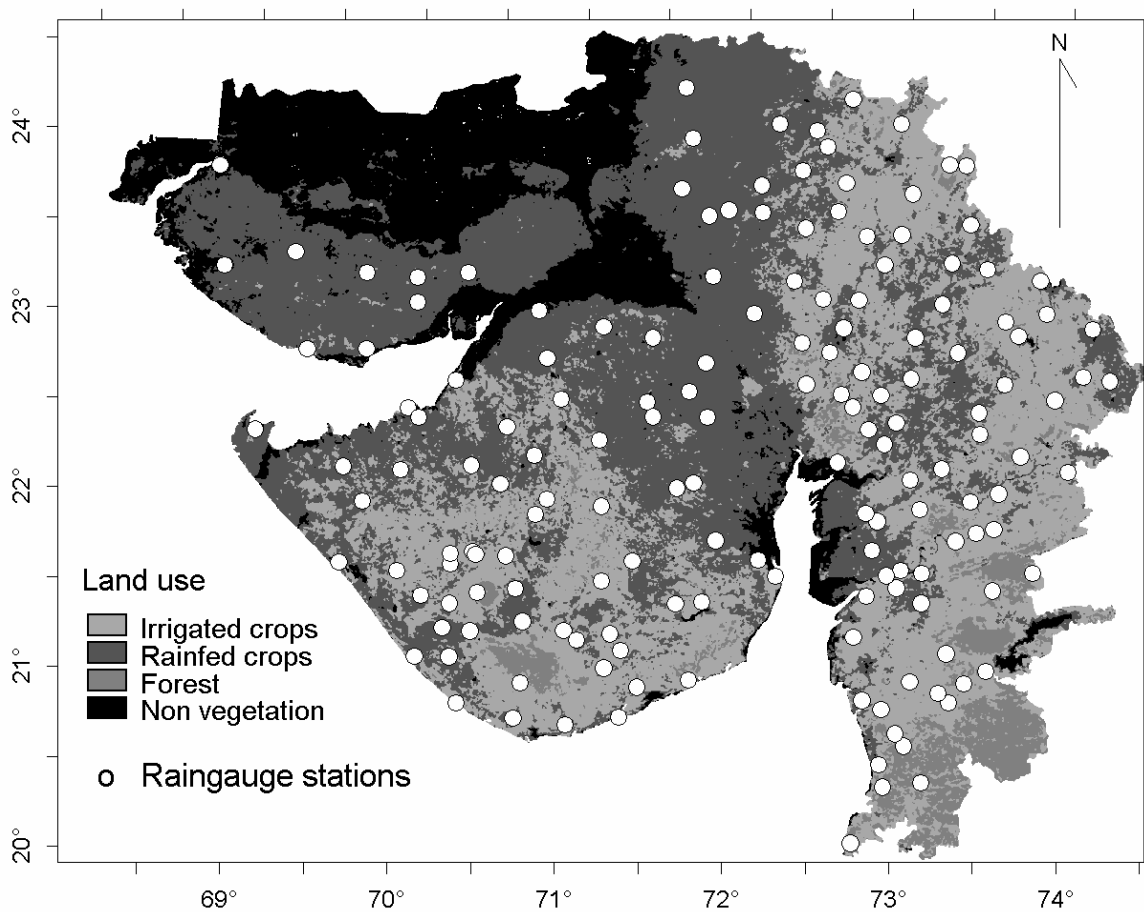 N
24°
23°
22°
21°
20°
Land use
Irrigated crops
Rainfed crops
Forest
Non vegetation
o Raingauge stations
69° 70° 71° 72° 73° 74°